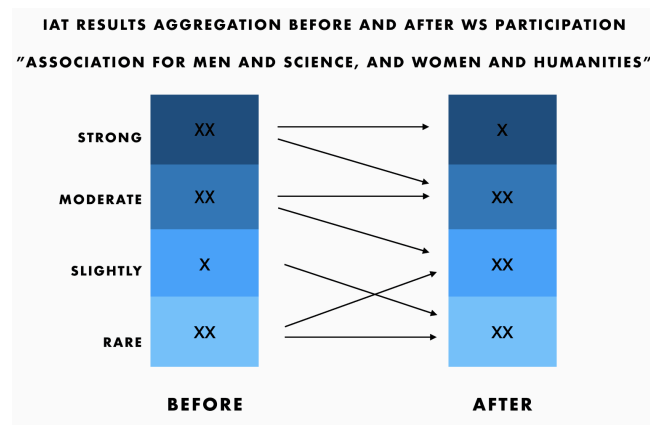 IAT RESULTS AGGREGATION BEFORE AND AFTER WS PARTICIPATION
"ASSOCIATION FOR MEN AND SCIENCE, AND WOMEN AND HUMANITIES"
STRONG XX X
MODERATE XX XX
SLIGHTLY X XX
RARE XX XX
BEFORE AFTER